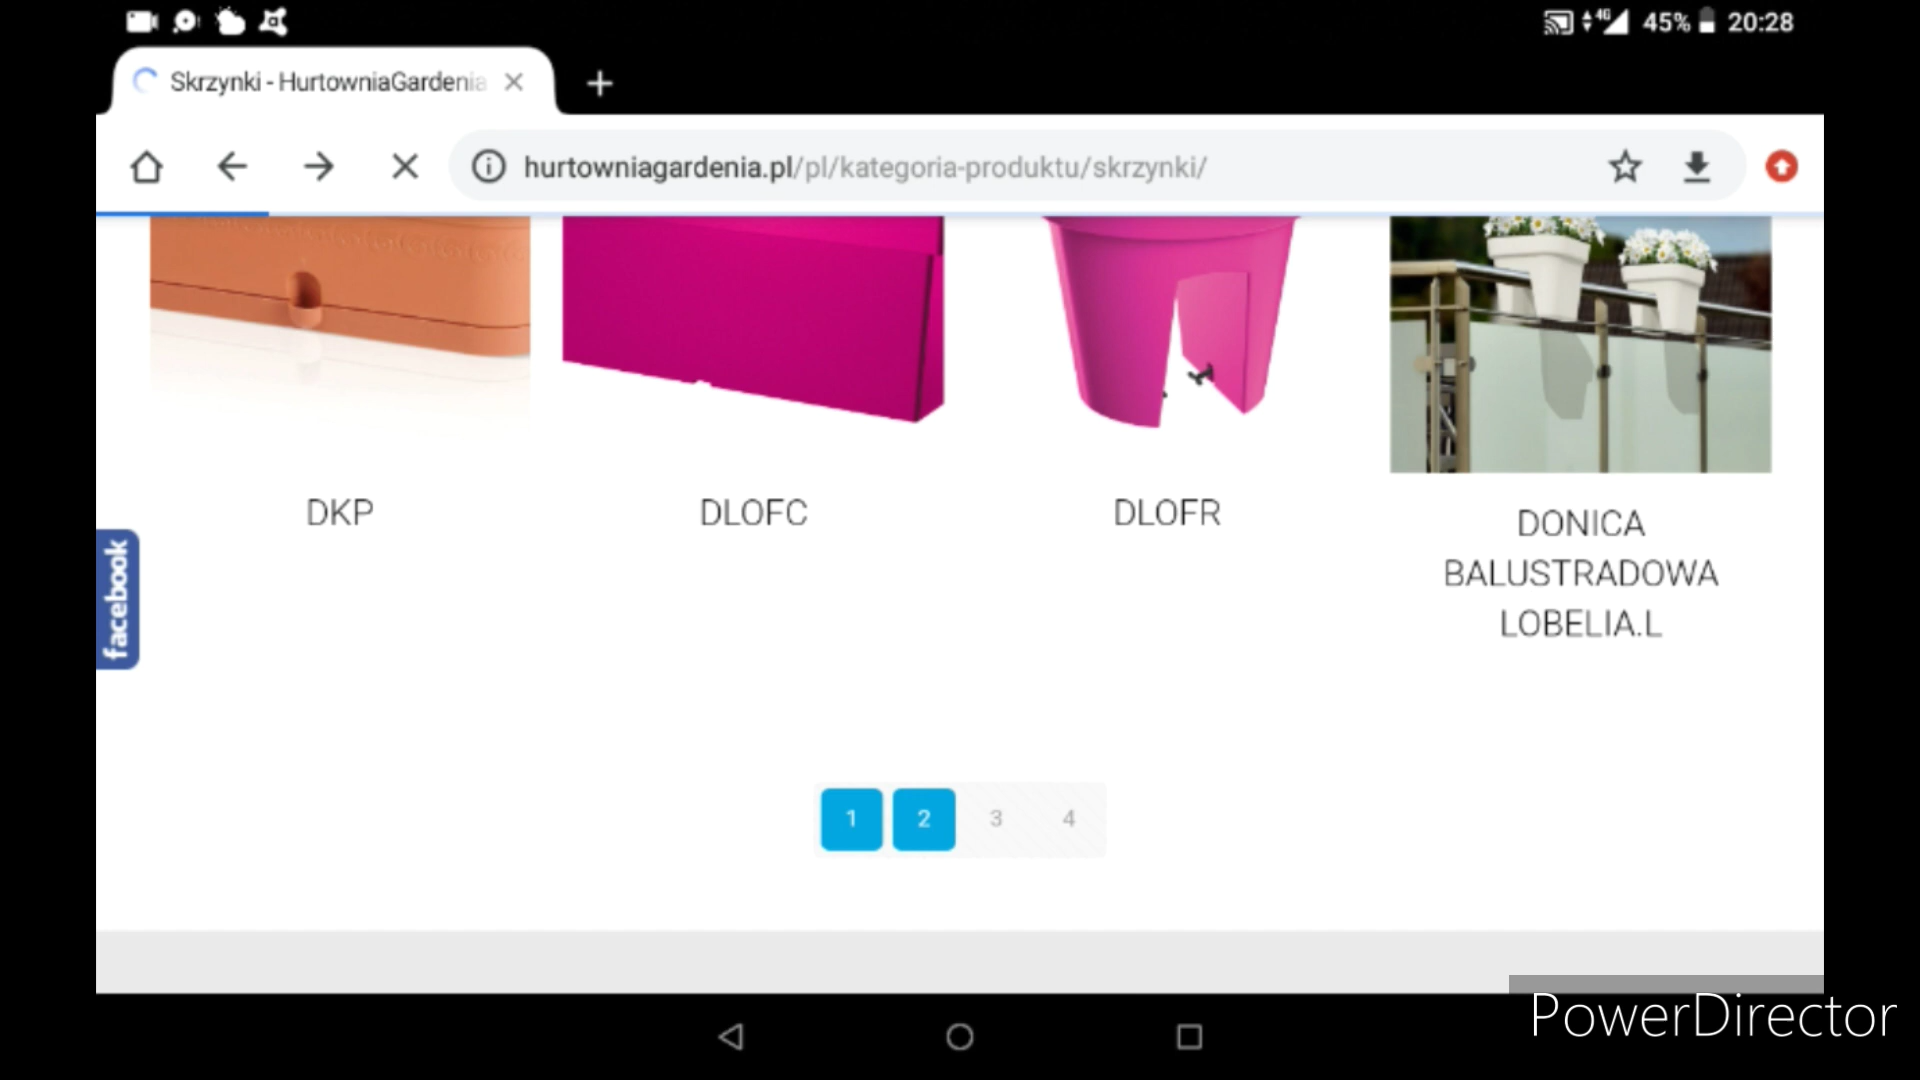 4G 45% 20:28
Skrzynki - HurtowniaGardenia
hurtowniagardenia.pl/pl/kategoria-produktu/skrzynki/
DKP
DLOFC
DLOFR
DONICA
BALUSTRADOWA
LOBELIA.L
facebook
1 2 3 4
PowerDirector